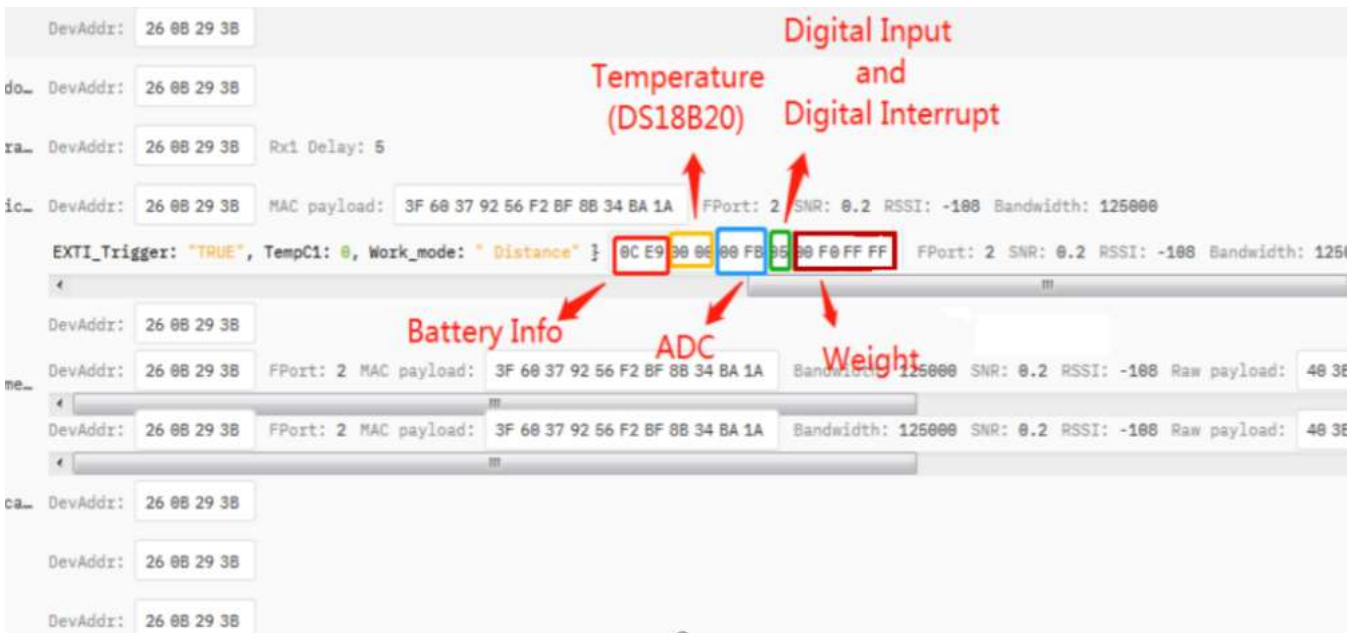 DevAddr: 26 0B 29 3B
Digital Input
and
Digital Interrupt
Temperature
(DS18B20)
do… DevAddr: 26 0B 29 3B
ra… DevAddr: 26 0B 29 3B Rx1 Delay: 5
ic… DevAddr: 26 0B 29 3B MAC payload: 3F 60 37 92 56 F2 BF 8B 34 BA 1A FPort: 2 SNR: 0.2 RSSI: -108 Bandwidth: 125000
EXTI_Trigger: "TRUE", TempC1: 0, Work_mode: " Distance" } 0C E9 00 00 00 FB 05 00 F0 FF FF FPort: 2 SNR: 0.2 RSSI: -108 Bandwidth: 1250
DevAddr: 26 0B 29 3B
Battery Info
ADC
Weight
me… DevAddr: 26 0B 29 3B FPort: 2 MAC payload: 3F 60 37 92 56 F2 BF 8B 34 BA 1A Bandwidth: 125000 SNR: 0.2 RSSI: -108 Raw payload: 40 3B
DevAddr: 26 0B 29 3B FPort: 2 MAC payload: 3F 60 37 92 56 F2 BF 8B 34 BA 1A Bandwidth: 125000 SNR: 0.2 RSSI: -108 Raw payload: 40 3B
ca… DevAddr: 26 0B 29 3B
DevAddr: 26 0B 29 3B
DevAddr: 26 0B 29 3B